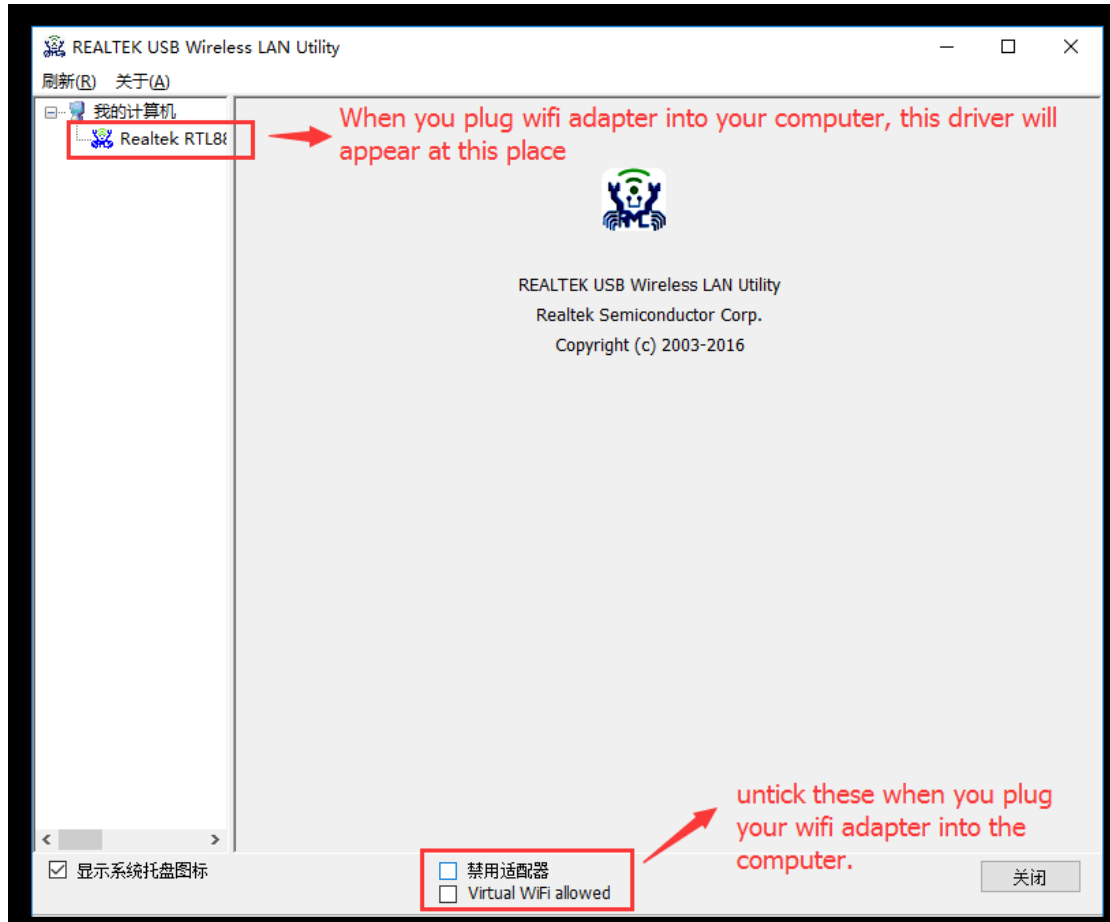 REALTEK USB Wireless LAN Utility
刷新(R) 关于(A)
我的计算机
Realtek RTL88
When you plug wifi adapter into your computer, this driver will
appear at this place
REALTEK USB Wireless LAN Utility
Realtek Semiconductor Corp.
Copyright (c) 2003-2016
untick these when you plug
your wifi adapter into the
computer.
显示系统托盘图标
禁用适配器
Virtual WiFi allowed
关闭